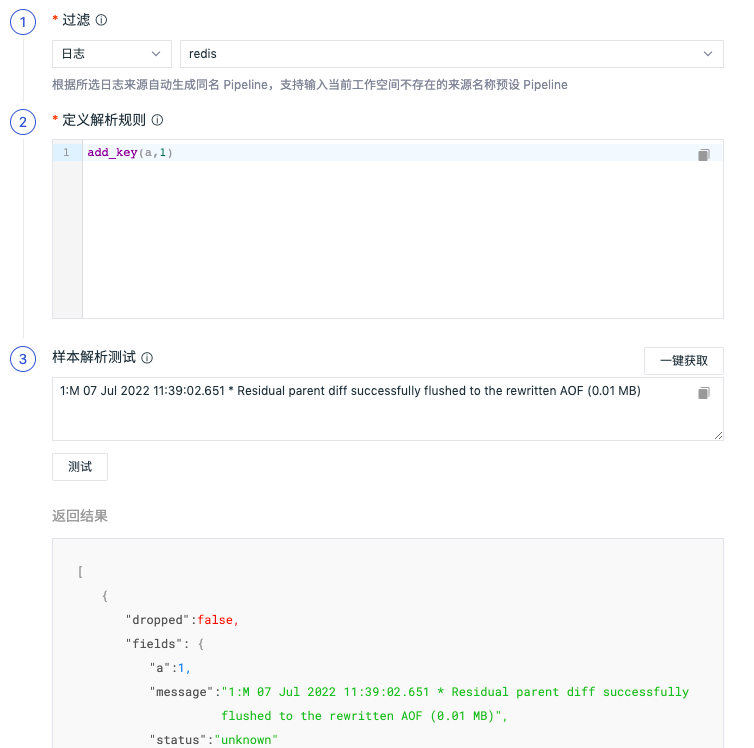 1 * 过滤
日志 redis
根据所选日志来源自动生成同名 Pipeline，支持输入当前工作空间不存在的来源名称预设 Pipeline
2 * 定义解析规则
1 add_key(a,1)
3 样本解析测试
一键获取
1:M 07 Jul 2022 11:39:02.651 * Residual parent diff successfully flushed to the rewritten AOF (0.01 MB)
测试
返回结果
[
{
"dropped":false,
"fields": {
"a":1,
"message":"1:M 07 Jul 2022 11:39:02.651 * Residual parent diff successfully
flushed to the rewritten AOF (0.01 MB)",
"status":"unknown"